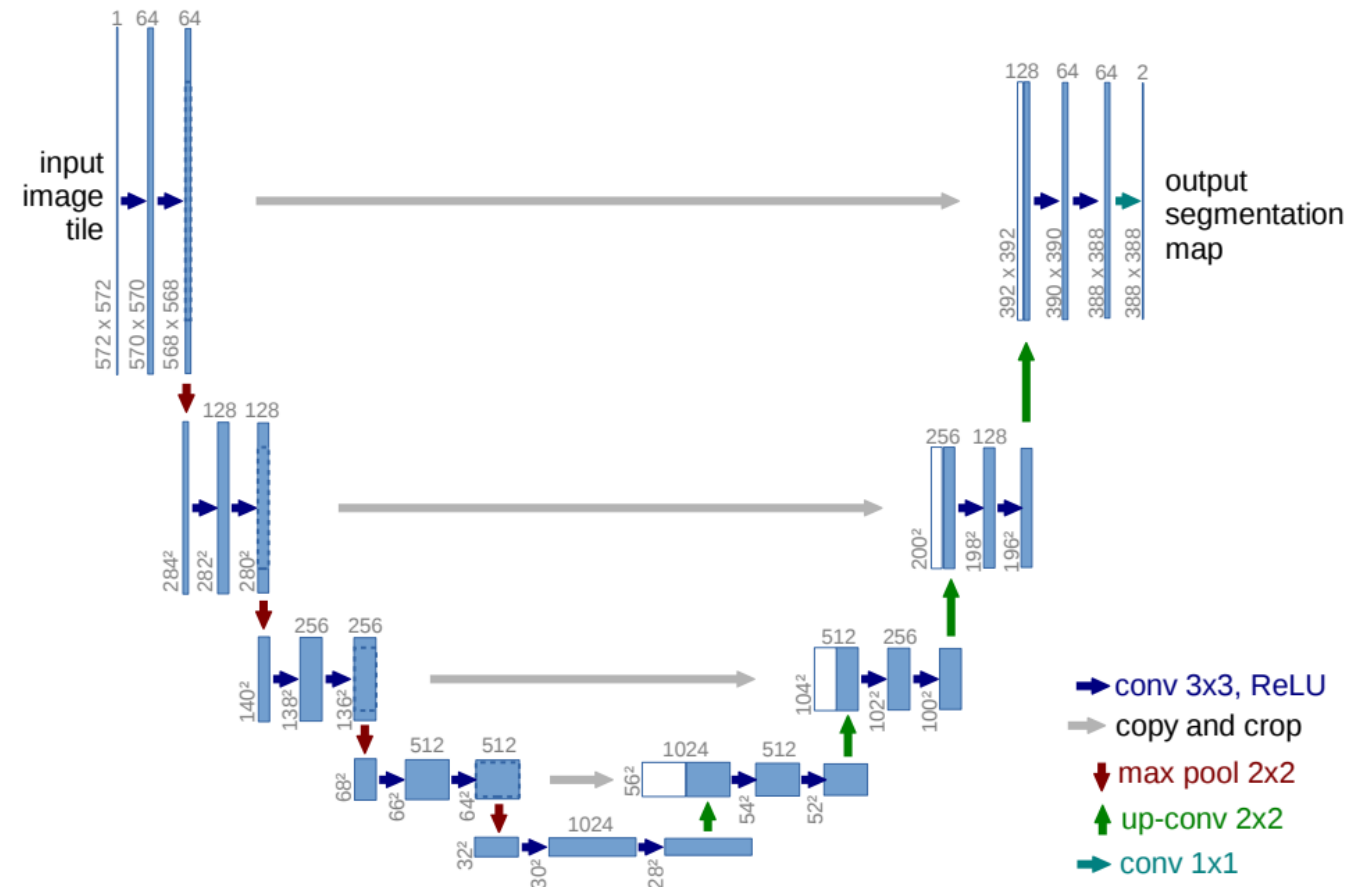 1 64 64
input
image
tile
572 x 572
570 x 570
568 x 568
128 64 64 2
output
segmentation
map
392 x 392
390 x 390
388 x 388
388 x 388
128 128
284²
282²
280²
256 128
200²
198²
196²
256 256
140²
138²
136²
512 256
104²
102²
100²
512 512
68²
66²
64²
1024 512
56²
54²
52²
1024
32²
30²
28²
conv 3x3, ReLU
copy and crop
max pool 2x2
up-conv 2x2
conv 1x1